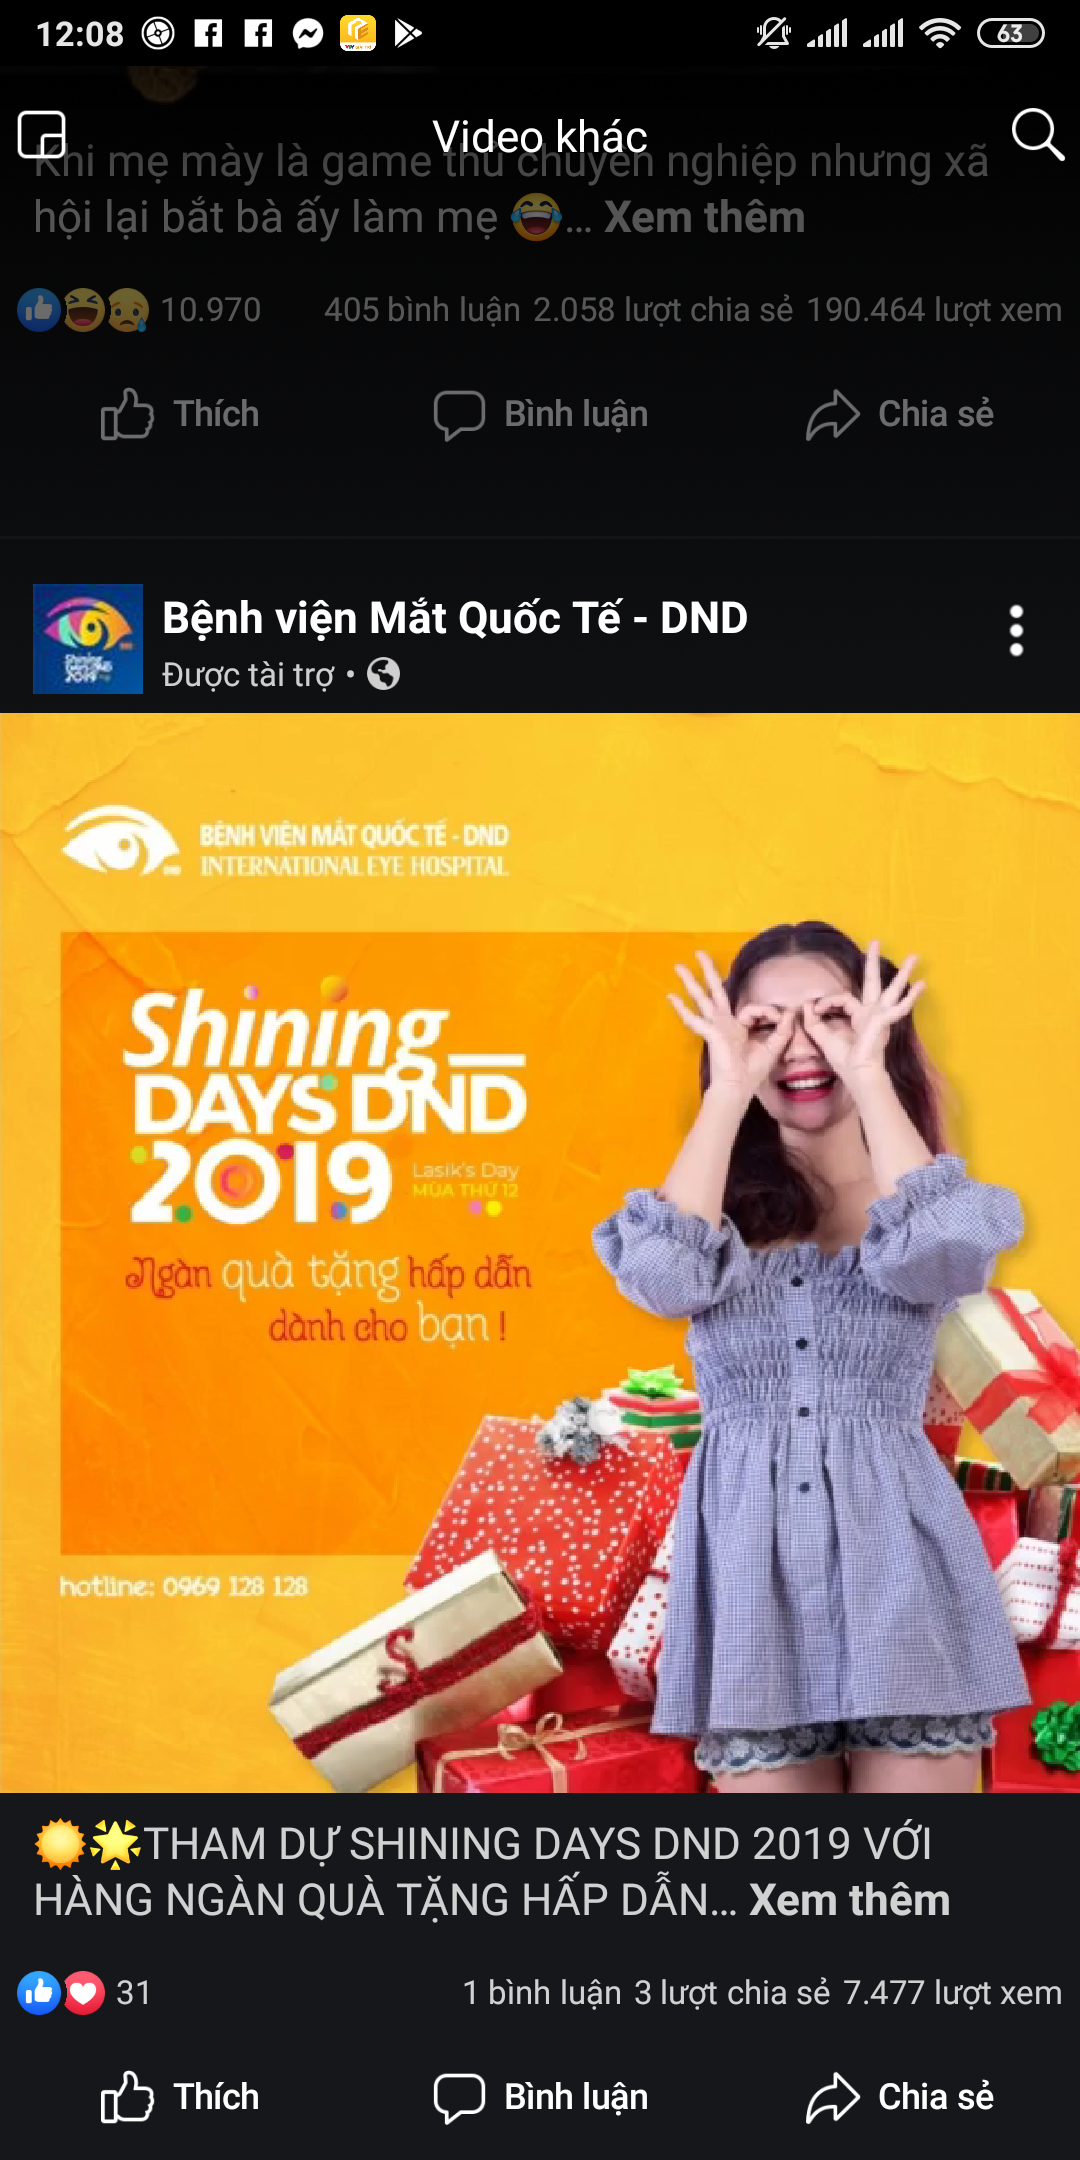 12:08
63
Video khác
Khi mẹ mày là game thủ chuyên nghiệp nhưng xã
hội lại bắt bà ấy làm mẹ 😂... Xem thêm
10.970 405 bình luận 2.058 lượt chia sẻ 190.464 lượt xem
Thích Bình luận Chia sẻ
Bệnh viện Mắt Quốc Tế - DND
Được tài trợ •
BỆNH VIỆN MẮT QUỐC TẾ - DND
INTERNATIONAL EYE HOSPITAL
Shining
DAYS DND
2019
Lasik's Day
MÙA THỨ 12
Ngàn quà tặng hấp dẫn
dành cho bạn !
hotline: 0969 128 128
☀️🌟THAM DỰ SHINING DAYS DND 2019 VỚI
HÀNG NGÀN QUÀ TẶNG HẤP DẪN... Xem thêm
31 1 bình luận 3 lượt chia sẻ 7.477 lượt xem
Thích Bình luận Chia sẻ